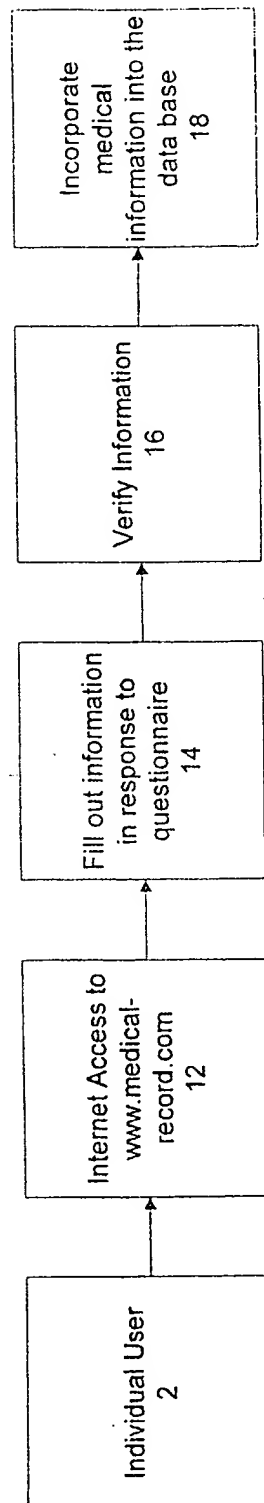 Individual User
2
Internet Access to
www.medical-
record.com
12
Fill out information
in response to
questionnaire
14
Verify Information
16
Incorporate
medical
information into the
data base
18